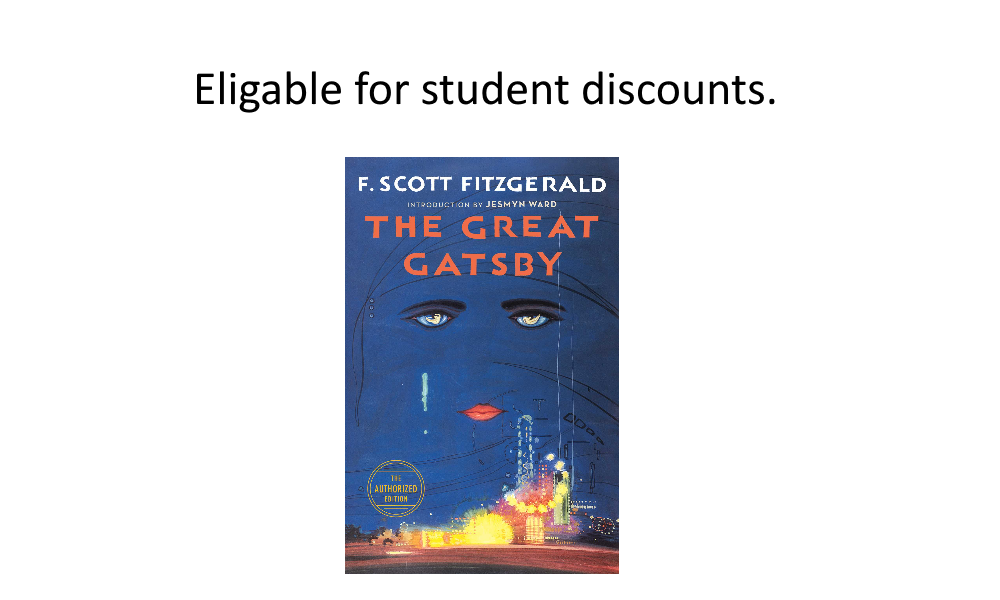 Eligable for student discounts.
F. SCOTT FITZGERALD
INTRODUCTION BY JESMYN WARD
THE GREAT
GATSBY
THE
AUTHORIZED
EDITION